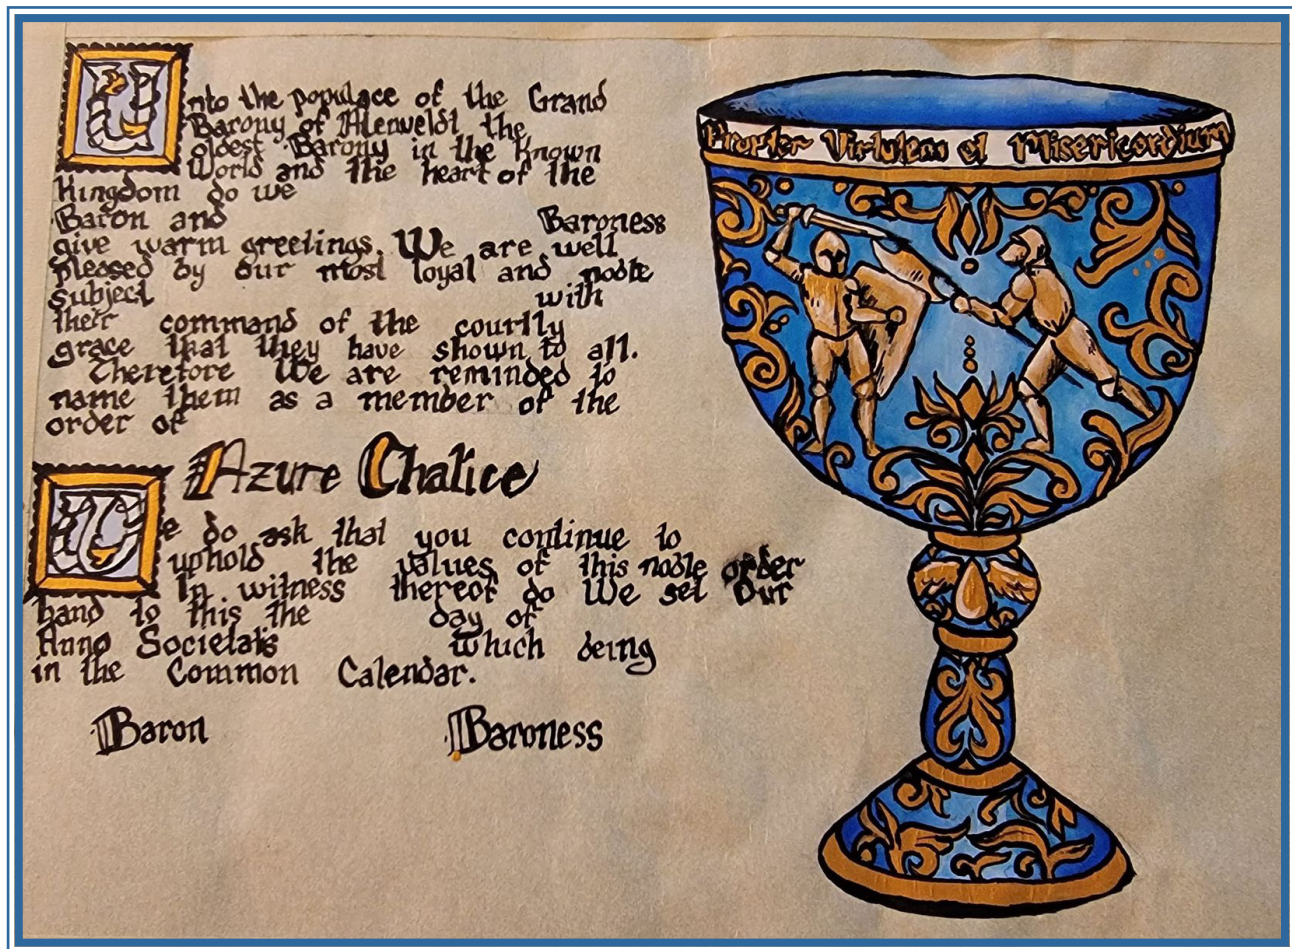 Unto the populace of the Grand
Barony of Atenveldt the
oldest Barony in the Known
World and the heart of the
Kingdom do we
Baron and Baroness
give warm greetings. We are well
pleased by our most loyal and noble
subject with
their command of the courtly
grace that they have shown to all.
Therefore We are reminded to
name them as a member of the
order of
Azure Chalice
We do ask that you continue to
uphold the values of this noble order
In witness thereof do We set Our
hand to this the day of
Anno Societatis which being
in the Common Calendar.
Baron Baroness
Propter Virtutem et Misericordium